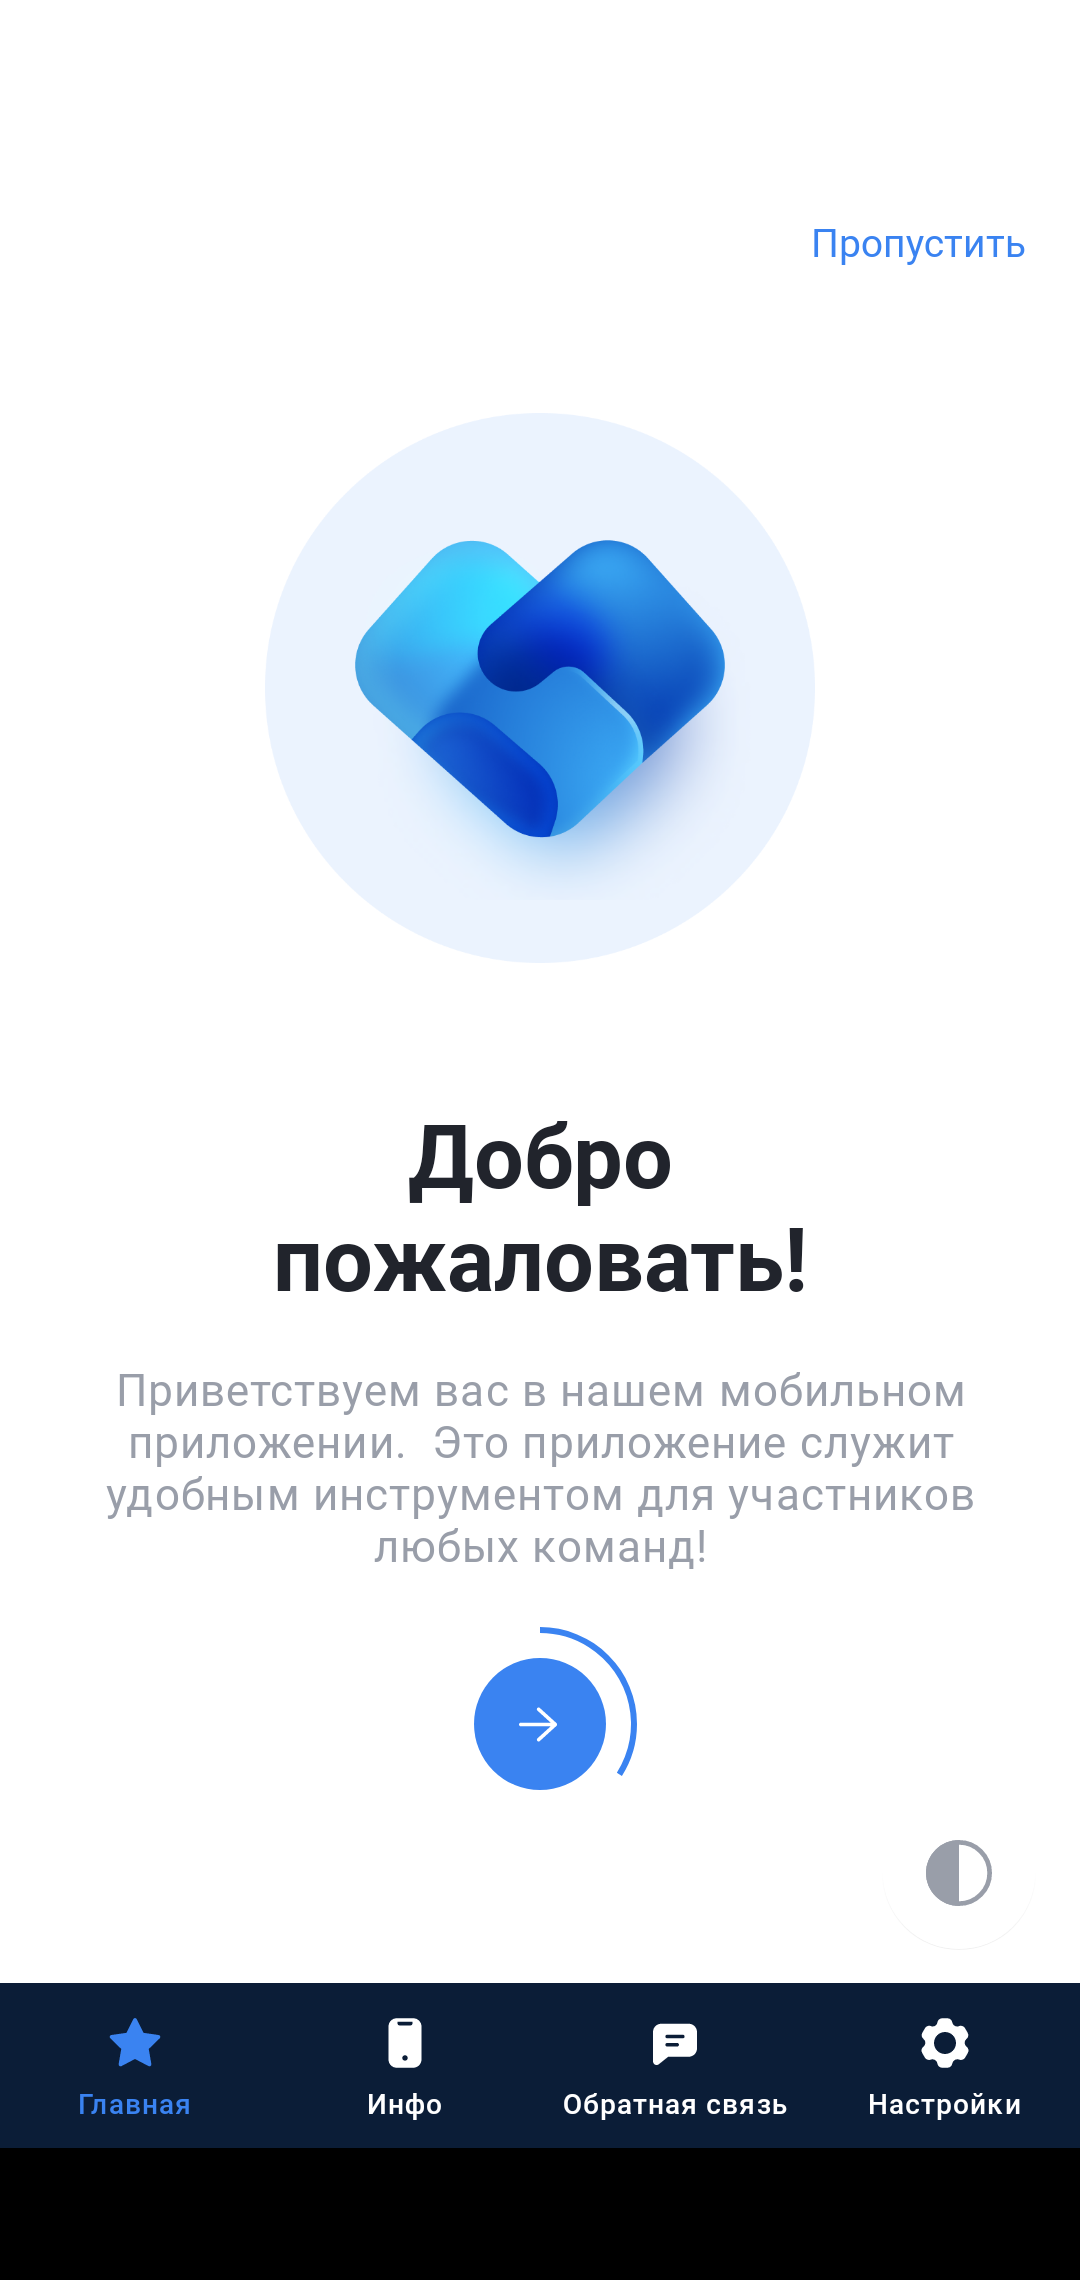 Пропустить
Добро
пожаловать!
Приветствуем вас в нашем мобильном
приложении.  Это приложение служит
удобным инструментом для участников
любых команд!
Главная
Инфо
Обратная связь
Настройки